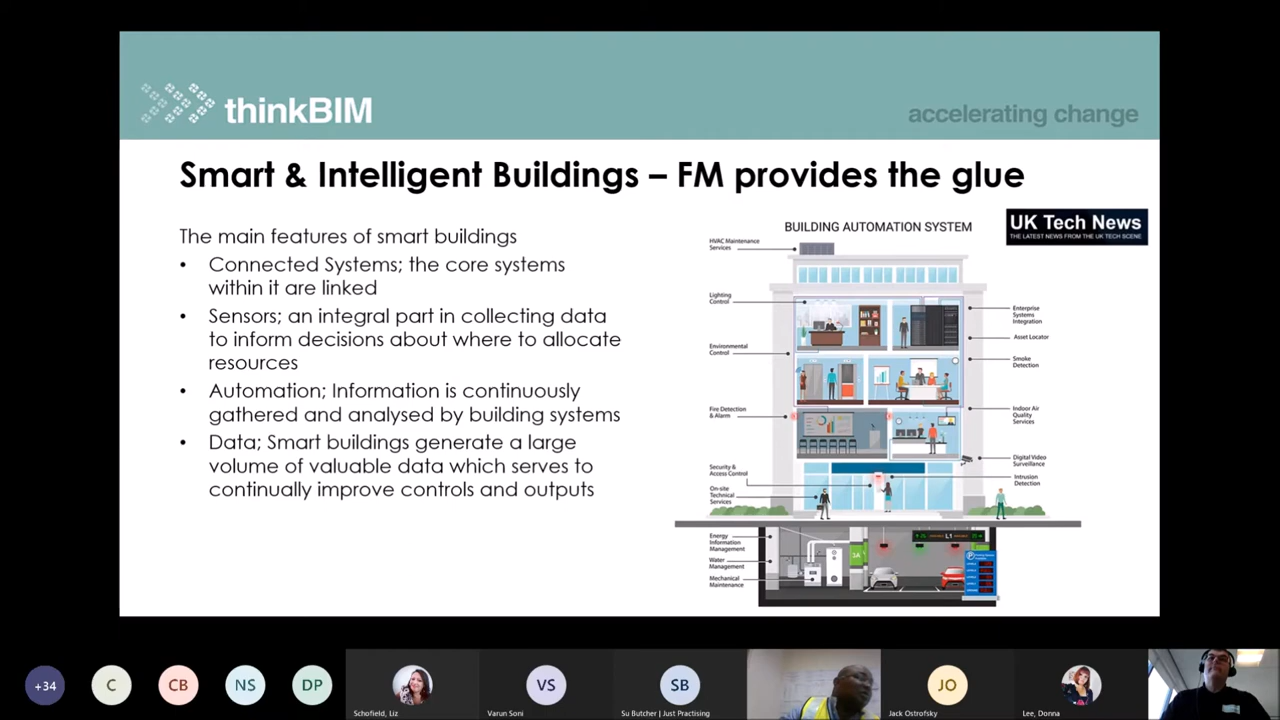 thinkBIM
accelerating change
Smart & Intelligent Buildings – FM provides the glue
The main features of smart buildings
• Connected Systems; the core systems
within it are linked
• Sensors; an integral part in collecting data
to inform decisions about where to allocate
resources
• Automation; Information is continuously
gathered and analysed by building systems
• Data; Smart buildings generate a large
volume of valuable data which serves to
continually improve controls and outputs
BUILDING AUTOMATION SYSTEM
UK Tech News
THE LATEST NEWS FROM THE UK TECH SCENE
HVAC Maintenance
Services
Lighting
Control
Environmental
Control
Fire Detection
& Alarm
Security &
Access Control
On-site
Technical
Services
Energy
Information
Management
Water
Management
Mechanical
Maintenance
Enterprise
Systems
Integration
Asset Locator
Smoke
Detection
Indoor Air
Quality
Services
Digital Video
Surveillance
Intrusion
Detection
L1
P
+34
C
CB
NS
DP
Schofield, Liz
VS
Varun Soni
SB
Su Butcher | Just Practising
JO
Jack Ostrofsky
Lee, Donna